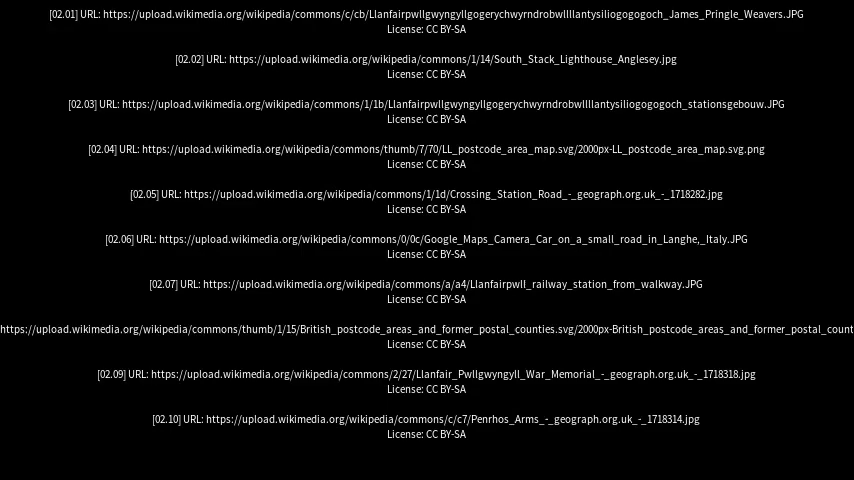 [02.01] URL: https://upload.wikimedia.org/wikipedia/commons/c/cb/Llanfairpwllgwyngyllgogerychwyrndrobwllllantysiliogogogoch_James_Pringle_Weavers.JPG
License: CC BY-SA
[02.02] URL: https://upload.wikimedia.org/wikipedia/commons/1/14/South_Stack_Lighthouse_Anglesey.jpg
License: CC BY-SA
[02.03] URL: https://upload.wikimedia.org/wikipedia/commons/1/1b/Llanfairpwllgwyngyllgogerychwyrndrobwllllantysiliogogogoch_stationsgebouw.JPG
License: CC BY-SA
[02.04] URL: https://upload.wikimedia.org/wikipedia/commons/thumb/7/70/LL_postcode_area_map.svg/2000px-LL_postcode_area_map.svg.png
License: CC BY-SA
[02.05] URL: https://upload.wikimedia.org/wikipedia/commons/1/1d/Crossing_Station_Road_-_geograph.org.uk_-_1718282.jpg
License: CC BY-SA
[02.06] URL: https://upload.wikimedia.org/wikipedia/commons/0/0c/Google_Maps_Camera_Car_on_a_small_road_in_Langhe,_Italy.JPG
License: CC BY-SA
[02.07] URL: https://upload.wikimedia.org/wikipedia/commons/a/a4/Llanfairpwll_railway_station_from_walkway.JPG
License: CC BY-SA
https://upload.wikimedia.org/wikipedia/commons/thumb/1/15/British_postcode_areas_and_former_postal_counties.svg/2000px-British_postcode_areas_and_former_postal_count
License: CC BY-SA
[02.09] URL: https://upload.wikimedia.org/wikipedia/commons/2/27/Llanfair_Pwllgwyngyll_War_Memorial_-_geograph.org.uk_-_1718318.jpg
License: CC BY-SA
[02.10] URL: https://upload.wikimedia.org/wikipedia/commons/c/c7/Penrhos_Arms_-_geograph.org.uk_-_1718314.jpg
License: CC BY-SA